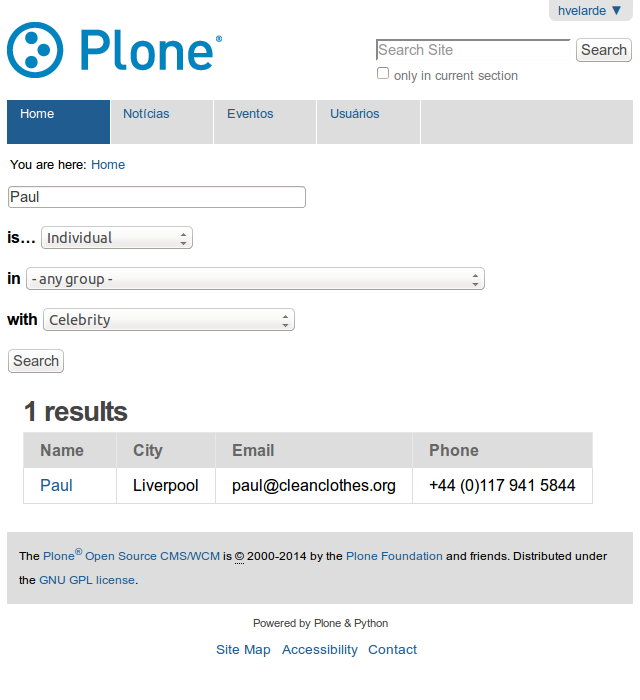 hvelarde ▼
Plone®
Search Site Search
only in current section
Home Notícias Eventos Usuários
You are here: Home
Paul
is... Individual
in - any group -
with Celebrity
Search
1 results
Name City Email Phone
Paul Liverpool paul@cleanclothes.org +44 (0)117 941 5844
The Plone® Open Source CMS/WCM is © 2000-2014 by the Plone Foundation and friends. Distributed under
the GNU GPL license.
Powered by Plone & Python
Site Map Accessibility Contact